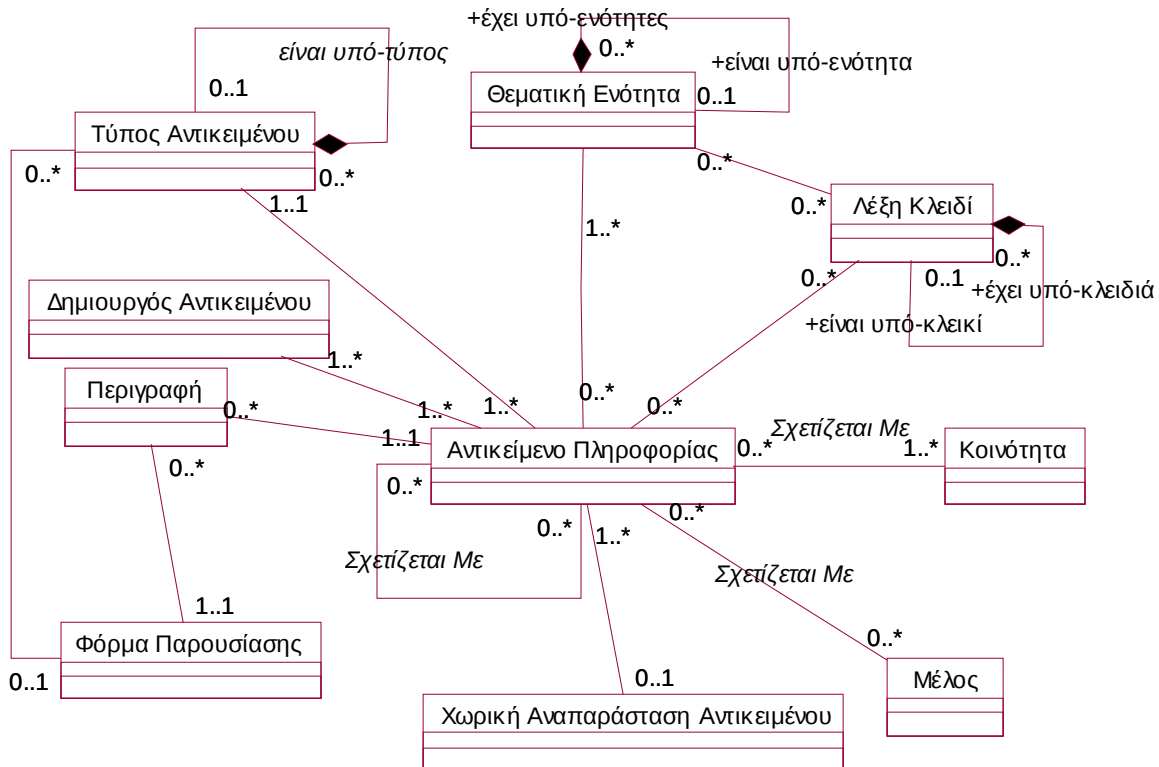 +έχει υπό-ενότητες
είναι υπό-τύπος
0..*
+είναι υπό-ενότητα
0..1
Θεματική Ενότητα
0..1
Τύπος Αντικειμένου
0..*
0..*
0..*
1..1
0..*
Λέξη Κλειδί
1..*
0..*
0..1
0..*
+έχει υπό-κλειδιά
Δημιουργός Αντικειμένου
+είναι υπό-κλεικί
1..*
Περιγραφή
0..*
0..*
1..*
1..*
0..*
1..1
Σχετίζεται Με
Αντικείμενο Πληροφορίας
0..*
1..*
Κοινότητα
0..*
0..*
0..*
1..*
0..*
Σχετίζεται Με
Σχετίζεται Με
1..1
0..*
Φόρμα Παρουσίασης
0..1
0..1
Μέλος
Χωρική Αναπαράσταση Αντικειμένου